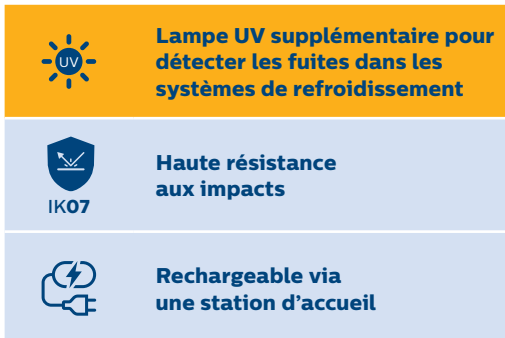 UV
Lampe UV supplémentaire pour
détecter les fuites dans les
systèmes de refroidissement
Haute résistance
aux impacts
IK07
Rechargeable via
une station d’accueil